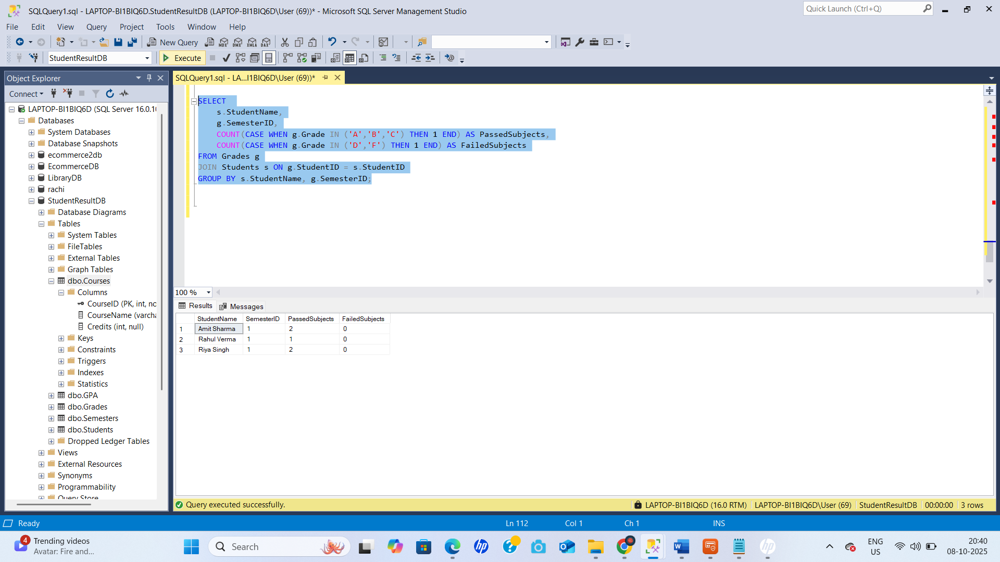 SQLQuery1.sql - LAPTOP-BI1BIQ6D.StudentResultDB (LAPTOP-BI1BIQ6D\User (69))* - Microsoft SQL Server Management Studio
Quick Launch (Ctrl+Q)
File Edit View Query Project Tools Window Help
New Query
MDX DMX XMLA DAX
StudentResultDB
Execute
Object Explorer
Connect
LAPTOP-BI1BIQ6D (SQL Server 16.0.10
Databases
System Databases
Database Snapshots
ecommerce2db
EcommerceDB
LibraryDB
rachi
StudentResultDB
Database Diagrams
Tables
System Tables
FileTables
External Tables
Graph Tables
dbo.Courses
Columns
CourseID (PK, int, nc
CourseName (varcha
Credits (int, null)
Keys
Constraints
Triggers
Indexes
Statistics
dbo.GPA
dbo.Grades
dbo.Semesters
dbo.Students
Dropped Ledger Tables
Views
External Resources
Synonyms
Programmability
Query Store
SQLQuery1.sql - LA...I1BIQ6D\User (69))*
SELECT
s.StudentName,
g.SemesterID,
COUNT(CASE WHEN g.Grade IN ('A','B','C') THEN 1 END) AS PassedSubjects,
COUNT(CASE WHEN g.Grade IN ('D','F') THEN 1 END) AS FailedSubjects
FROM Grades g
JOIN Students s ON g.StudentID = s.StudentID
GROUP BY s.StudentName, g.SemesterID;
100 %
Results Messages
StudentName SemesterID PassedSubjects FailedSubjects
1 Amit Sharma 1 2 0
2 Rahul Verma 1 1 0
3 Riya Singh 1 2 0
Query executed successfully.
LAPTOP-BI1BIQ6D (16.0 RTM) LAPTOP-BI1BIQ6D\User (69) StudentResultDB 00:00:00 3 rows
Ready
Ln 112 Col 1 Ch 1 INS
4
Trending videos
Avatar: Fire and...
Search
hp
ENG
US
20:40
08-10-2025